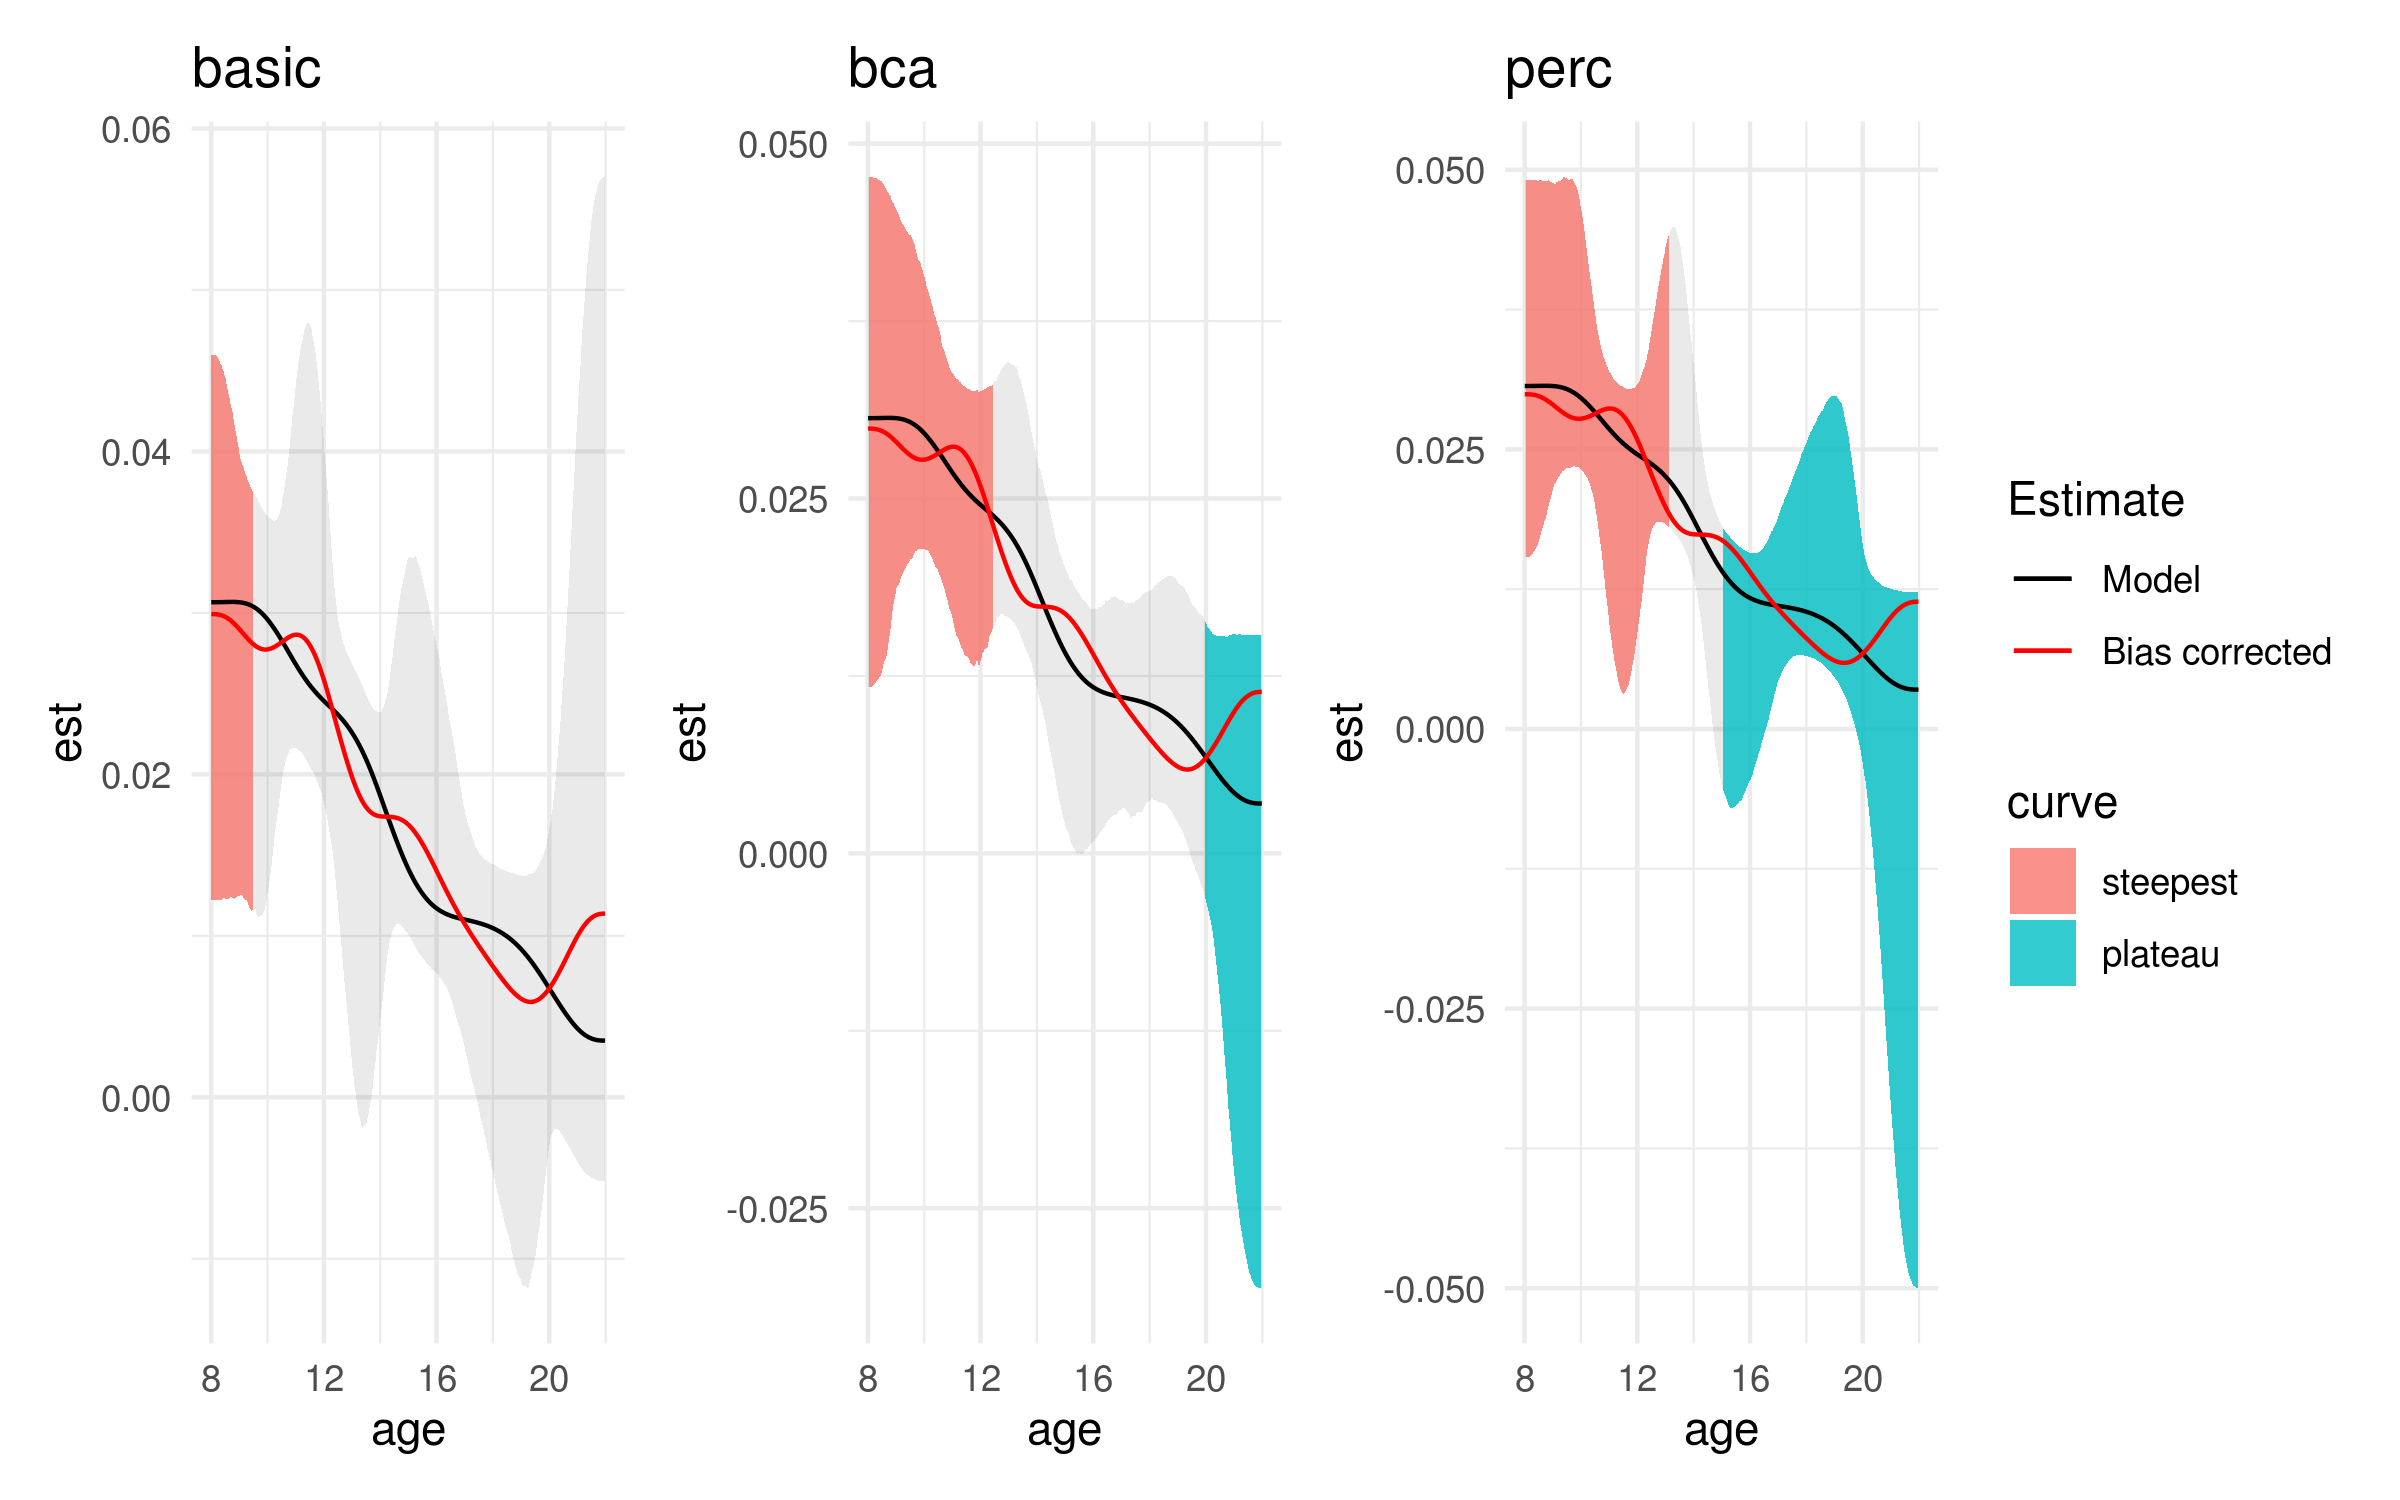 basic
0.06
0.04
0.02
0.00
est
8 12 16 20
age
bca
0.050
0.025
0.000
-0.025
est
8 12 16 20
age
perc
0.050
0.025
0.000
-0.025
-0.050
est
8 12 16 20
age
Estimate
Model
Bias corrected
curve
steepest
plateau